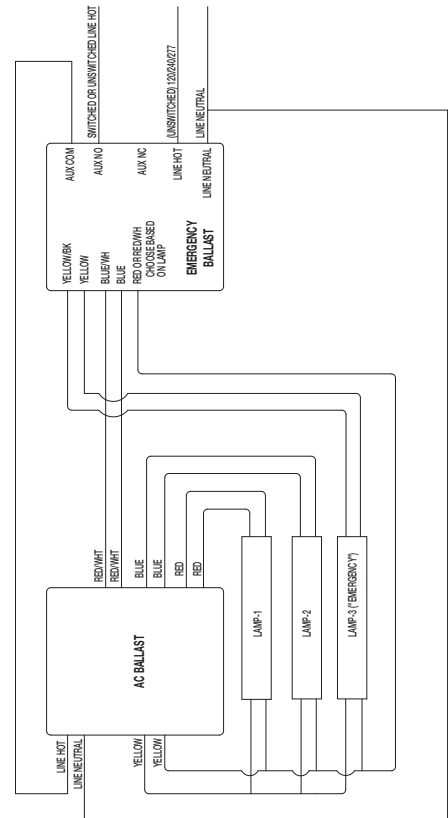 LINE HOT
LINE NEUTRAL
YELLOW
YELLOW
AC BALLAST
RED/WHT
RED/WHT
BLUE
BLUE
RED
RED
LAMP-1
LAMP-2
LAMP-3 ("EMERGENCY")
YELLOW/BK
YELLOW
BLUE/WH
BLUE
RED OR RED/WH
CHOOSE BASED
ON LAMP
EMERGENCY
BALLAST
AUX COM
AUX NO
AUX NC
LINE HOT
LINE NEUTRAL
SWITCHED OR UNSWITCHED LINE HOT
(UNSWITCHED) 120/240/277
LINE NEUTRAL